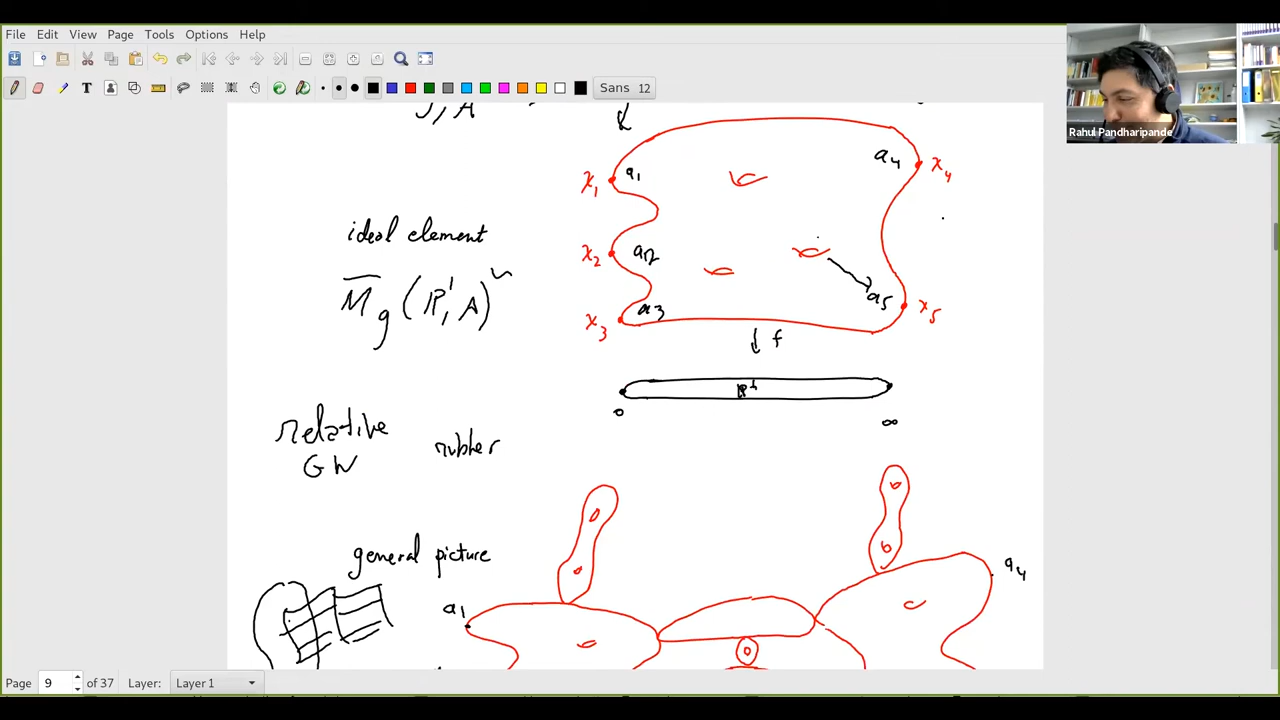 File Edit View Page Tools Options Help
Sans 12
Rahul Pandharipande
a1
a4
x1
x4
ideal element
x2
a2
M̅g (P¹, A)~
a3
a5
x3
x5
f
P¹
0
∞
relative
GW
rubber
general picture
a1
a4
Page 9 of 37 Layer: Layer 1